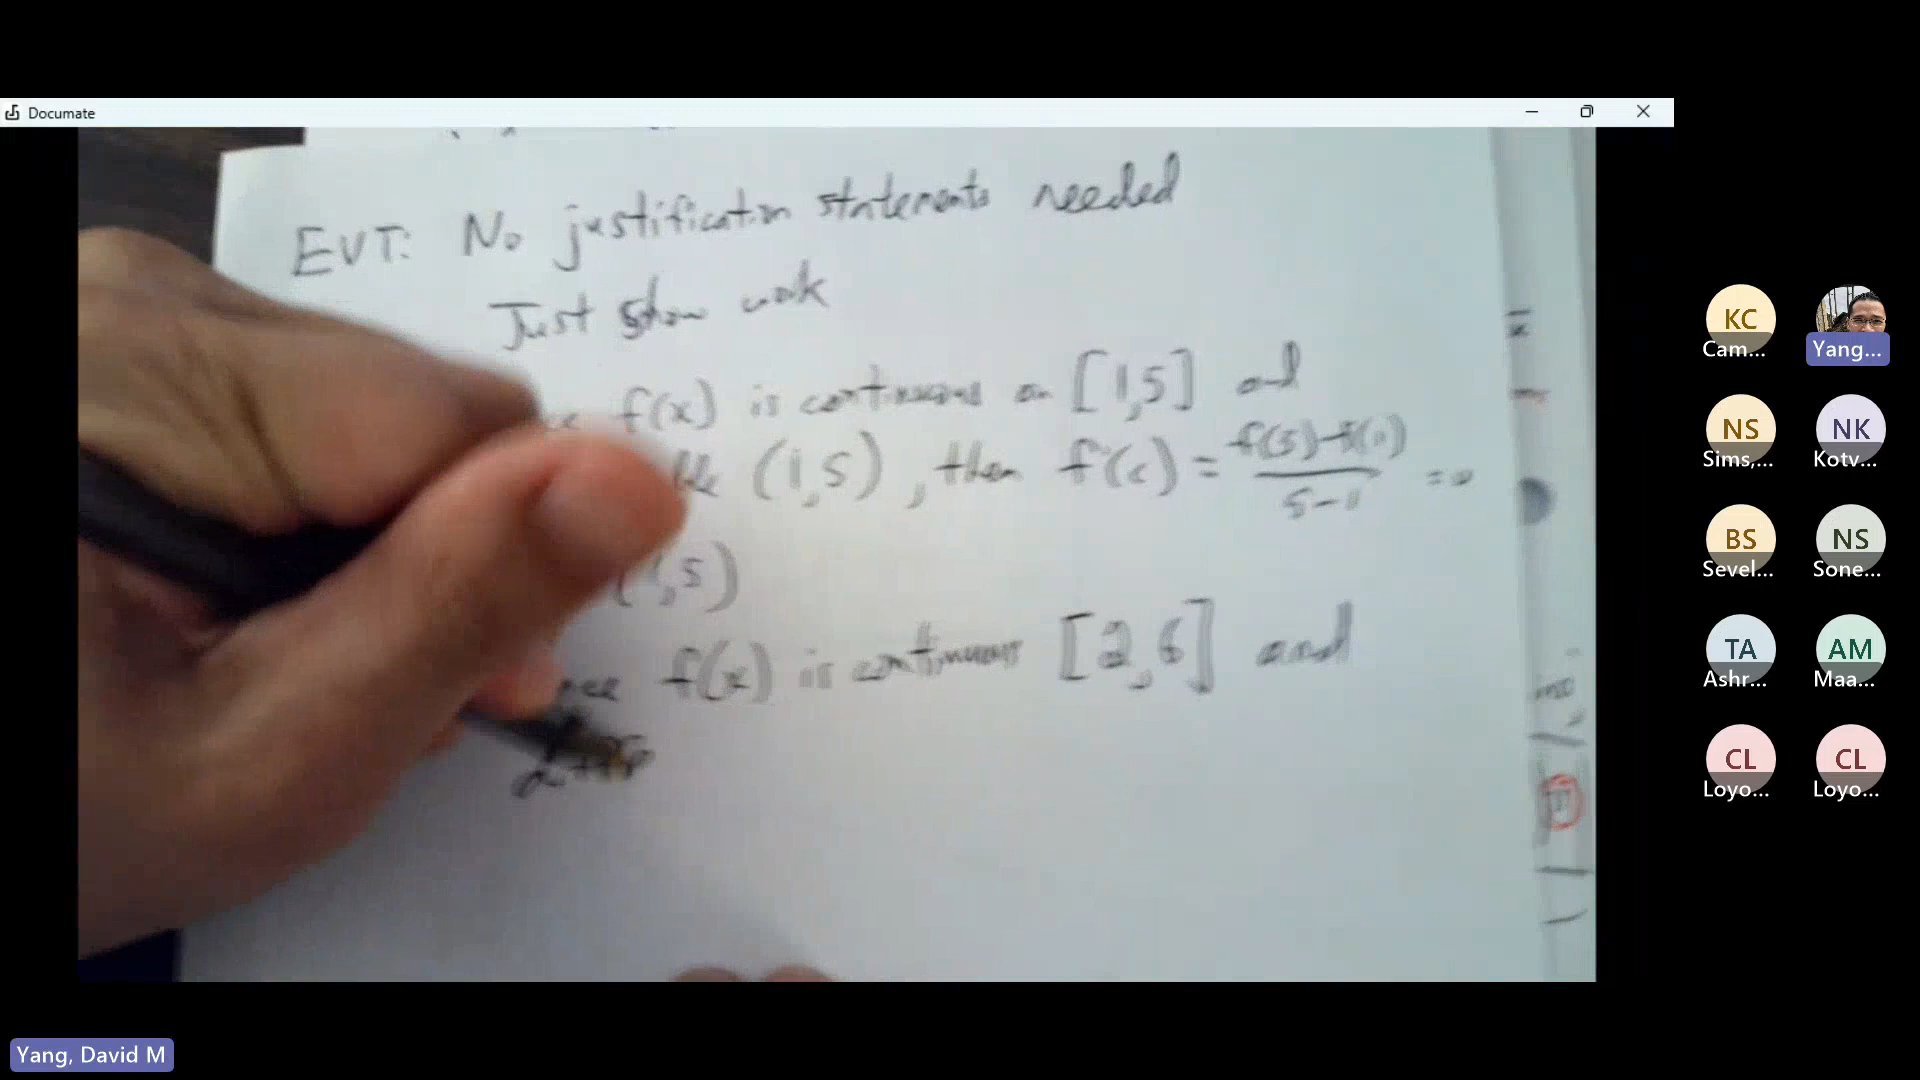 Documate
EVT: No justification statements needed
Just show work
f(x) is continuous on [1,5] and
(1,5), then f'(c) = f(5)-f(1) / 5-1 = 0
,5)
f(x) is continuous [2,6] and
KC
Cam...
Yang...
NS
Sims,...
NK
Kotv...
BS
Sevel...
NS
Sone...
TA
Ashr...
AM
Maa...
CL
Loyo...
CL
Loyo...
Yang, David M